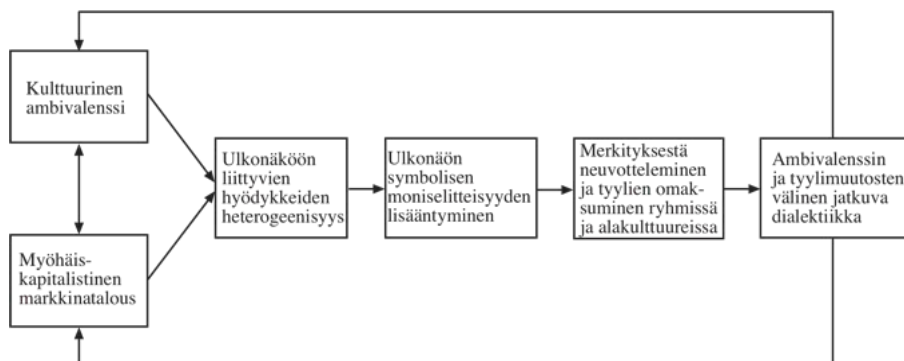 Kulttuurinen
ambivalenssi
Myöhäis-
kapitalistinen
markkinatalous
Ulkonäköön
liittyvien
hyödykkeiden
heterogeenisyys
Ulkonäön
symbolisen
moniselitteisyyden
lisääntyminen
Merkityksestä
neuvotteleminen
ja tyylien omak-
suminen ryhmissä
ja alakulttuureissa
Ambivalenssin
ja tyylimuutosten
välinen jatkuva
dialektiikka